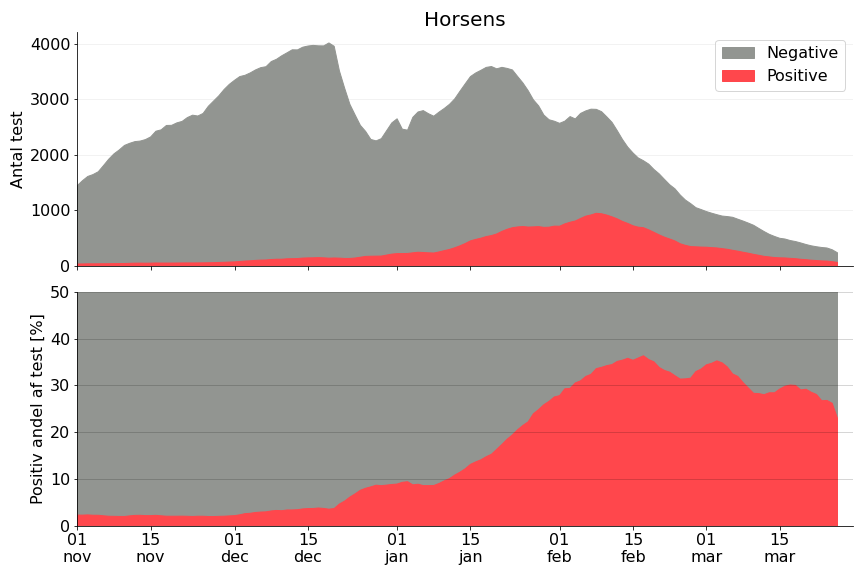 Horsens
Antal test
4000
3000
2000
1000
0
Negative
Positive
Positiv andel af test [%]
50
40
30
20
10
0
01 15 01 15 01 15 01 15 01 15
nov nov dec dec jan jan feb feb mar mar